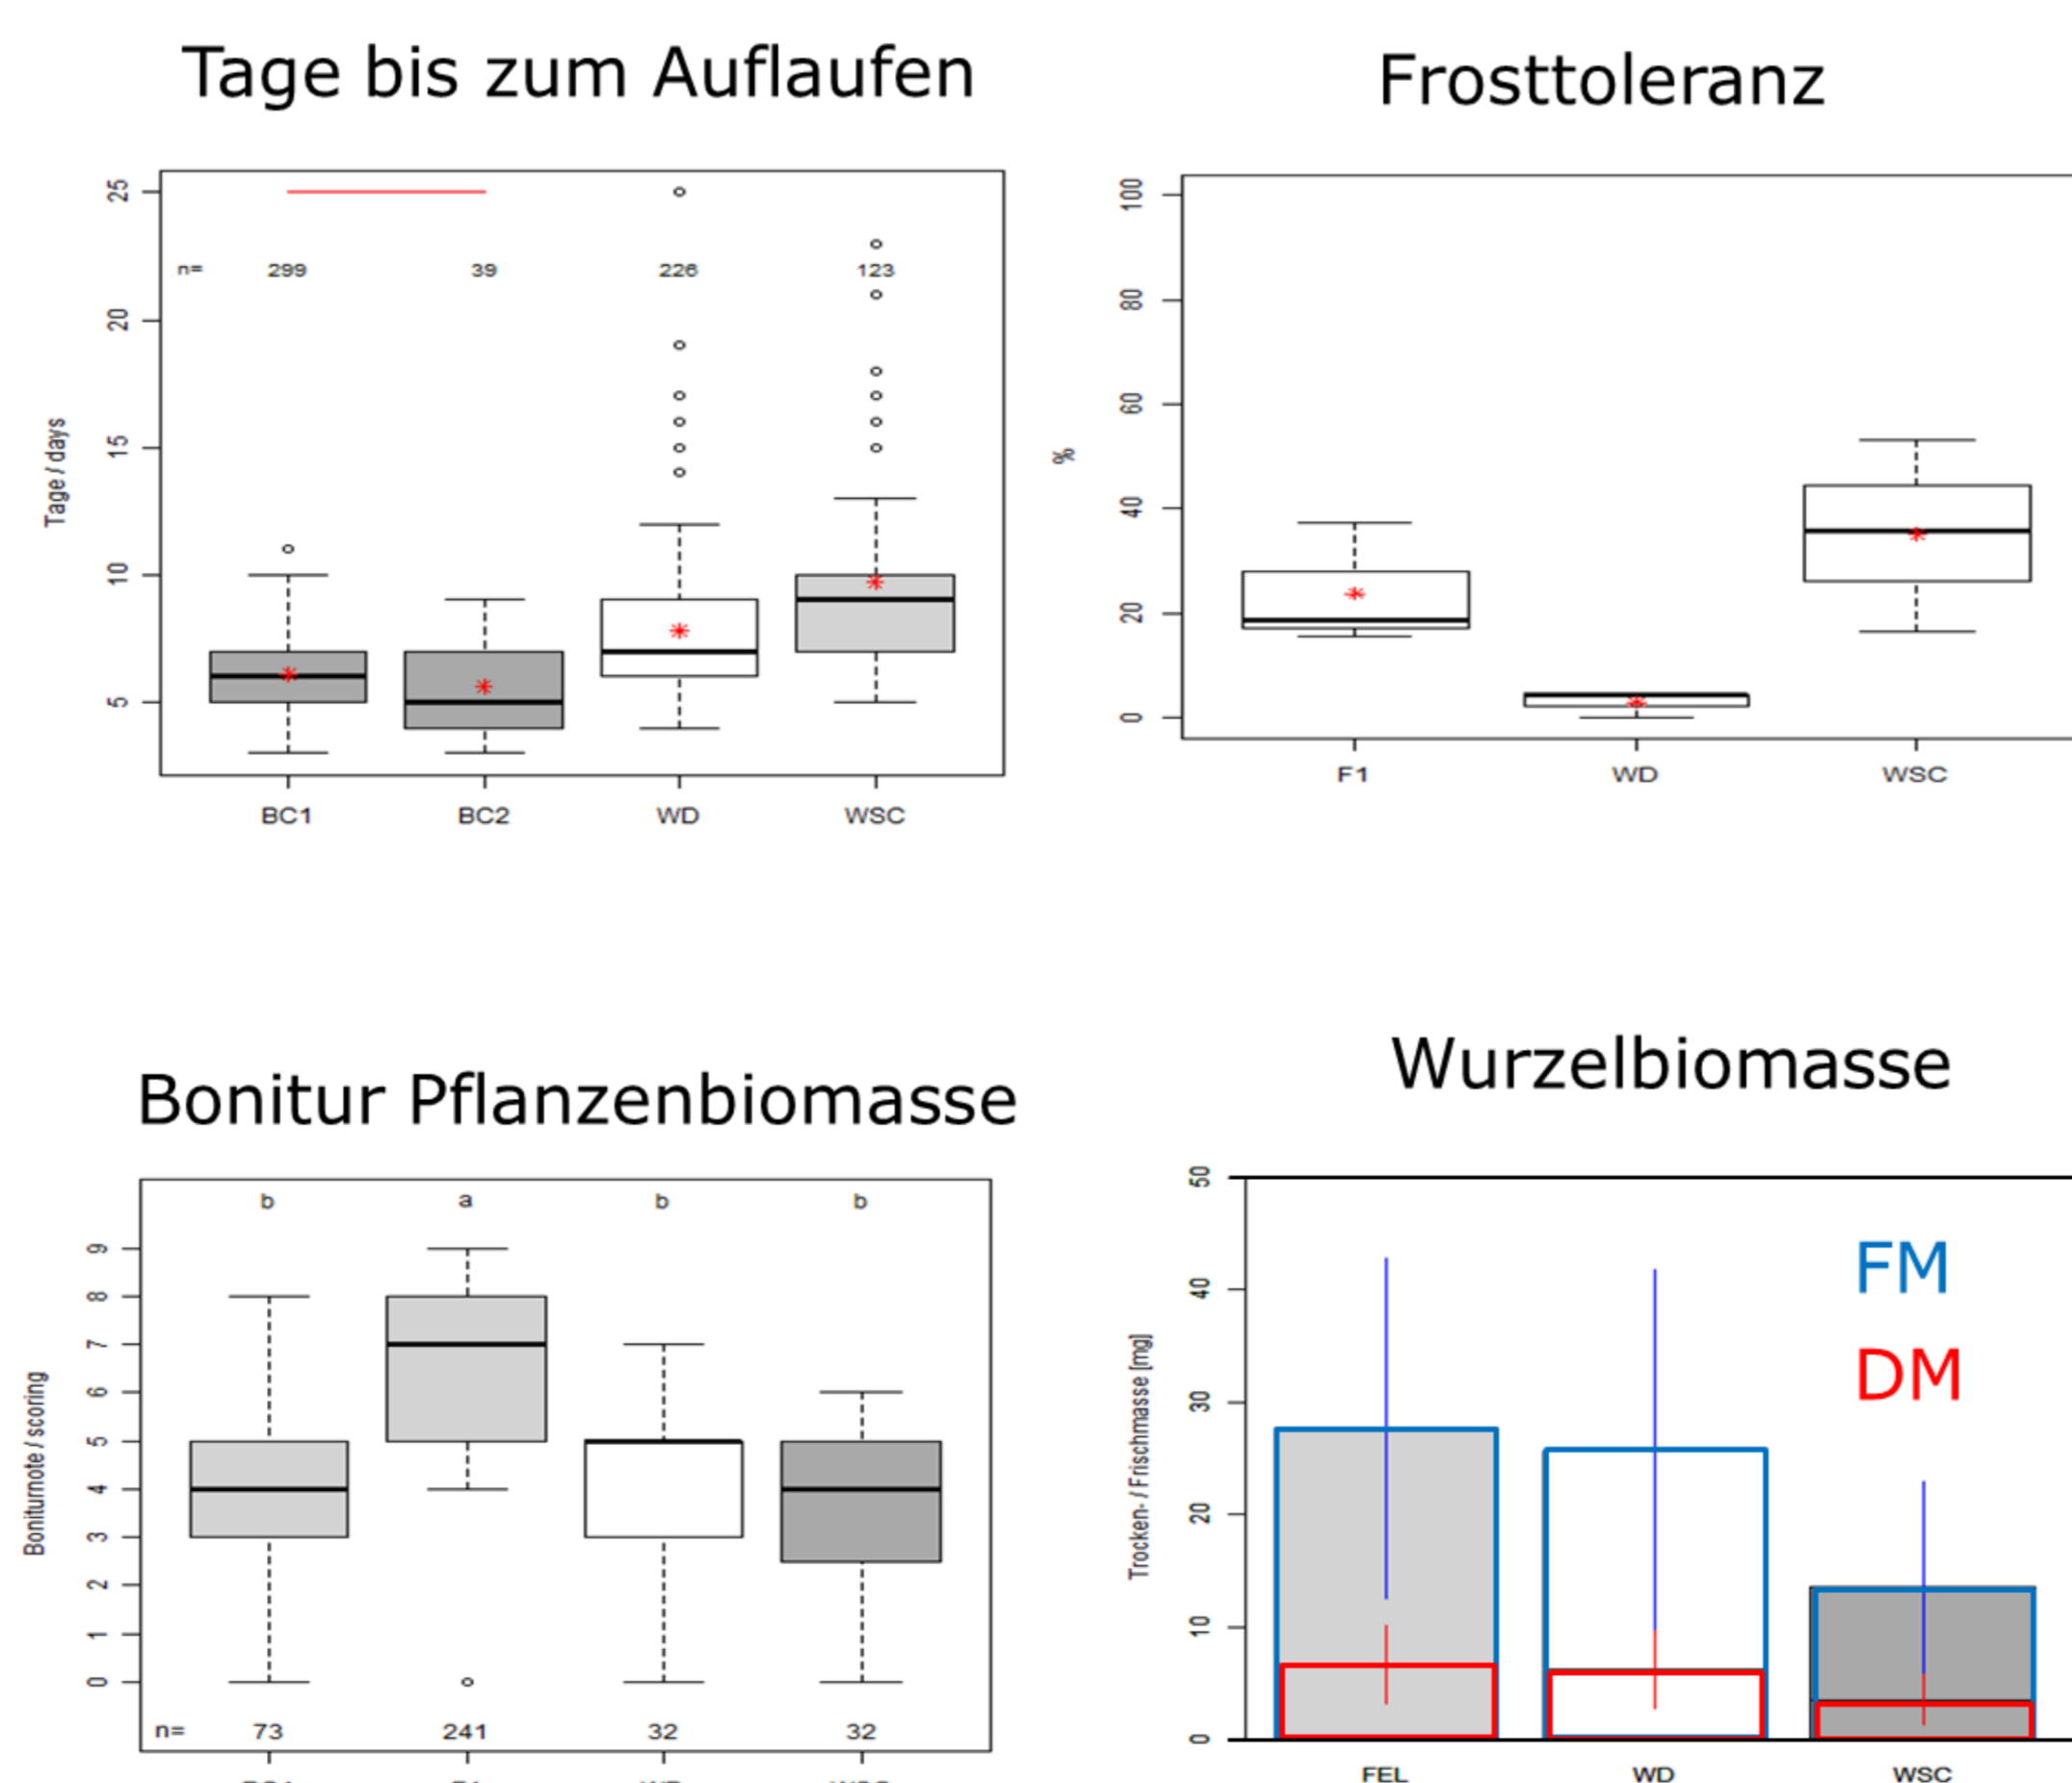 Tage bis zum Auflaufen
Tage / days
25
20
15
10
5
n= 299 39 226 123
BC1 BC2 WD WSC
Frosttoleranz
%
100
80
60
40
20
0
F1 WD WSC
Bonitur Pflanzenbiomasse
Boniturnote / scoring
b a b b
9
8
7
6
5
4
3
2
1
0
n= 73 241 32 32
Wurzelbiomasse
Trocken- / Frischmasse [mg]
50
40
30
20
10
0
FM
DM
FEL WD WSC